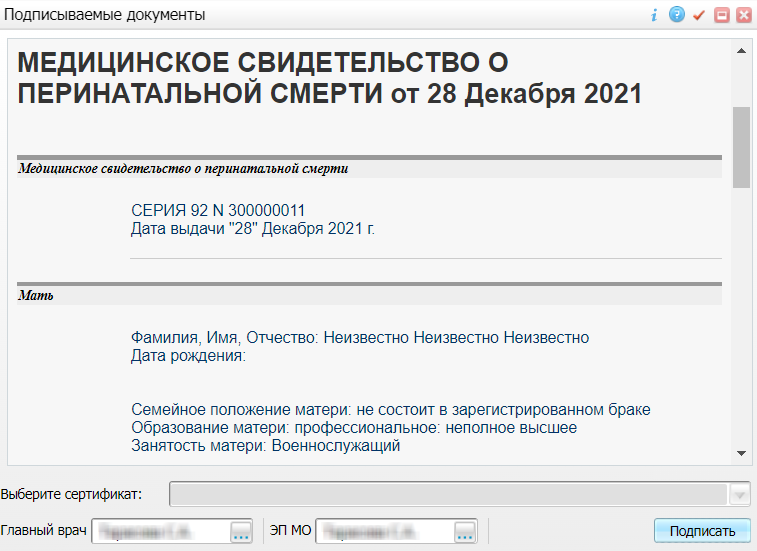 Подписываемые документы
МЕДИЦИНСКОЕ СВИДЕТЕЛЬСТВО О
ПЕРИНАТАЛЬНОЙ СМЕРТИ от 28 Декабря 2021
Медицинское свидетельство о перинатальной смерти
СЕРИЯ 92 N 300000011
Дата выдачи "28" Декабря 2021 г.
Мать
Фамилия, Имя, Отчество: Неизвестно Неизвестно Неизвестно
Дата рождения:
Семейное положение матери: не состоит в зарегистрированном браке
Образование матери: профессиональное: неполное высшее
Занятость матери: Военнослужащий
Выберите сертификат:
Главный врач ... ЭП МО ... Подписать